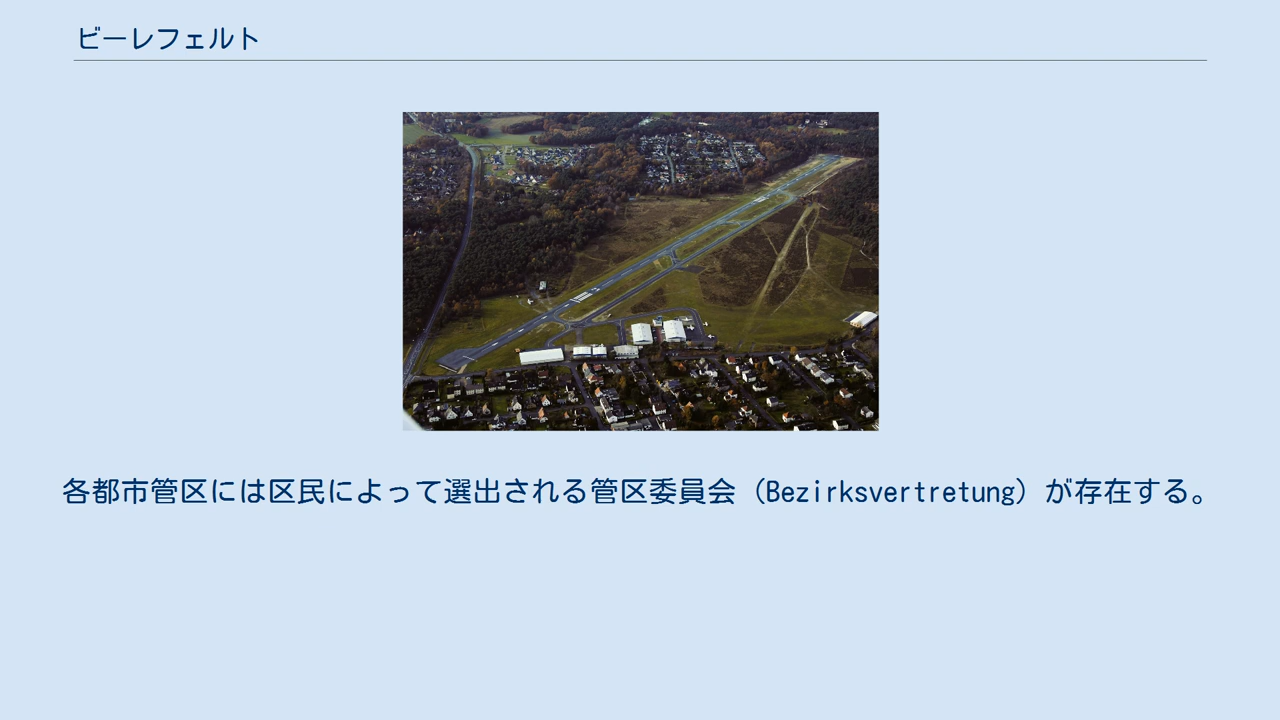 ビーレフェルト
各都市管区には区民によって選出される管区委員会（Bezirksvertretung）が存在する。